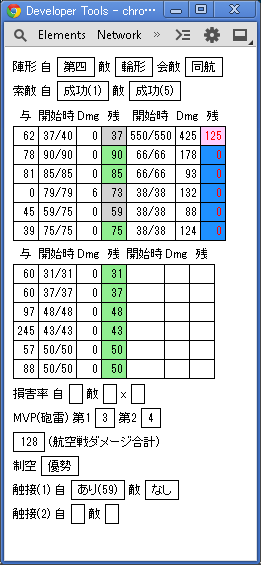 Developer Tools - chro...
Elements Network »
陣形 自 第四 敵 輪形 会敵 同航
索敵 自 成功(1) 敵 成功(5)
与 開始時 Dmg 残 開始時 Dmg 残
62 37/40 0 37 550/550 425 125
78 90/90 0 90 66/66 178 0
81 85/85 0 85 66/66 93 0
0 79/79 6 73 38/38 132 0
45 59/75 0 59 38/38 88 0
39 75/75 0 75 38/38 124 0
与 開始時 Dmg 残 開始時 Dmg 残
60 31/31 0 31
60 37/37 0 37
97 48/48 0 48
245 43/43 0 43
57 50/50 0 50
88 50/50 0 50
損害率 自 敵 x
MVP(砲雷) 第1 3 第2 4
128 (航空戦ダメージ合計)
制空 優勢
触接(1) 自 あり(59) 敵 なし
触接(2) 自 敵